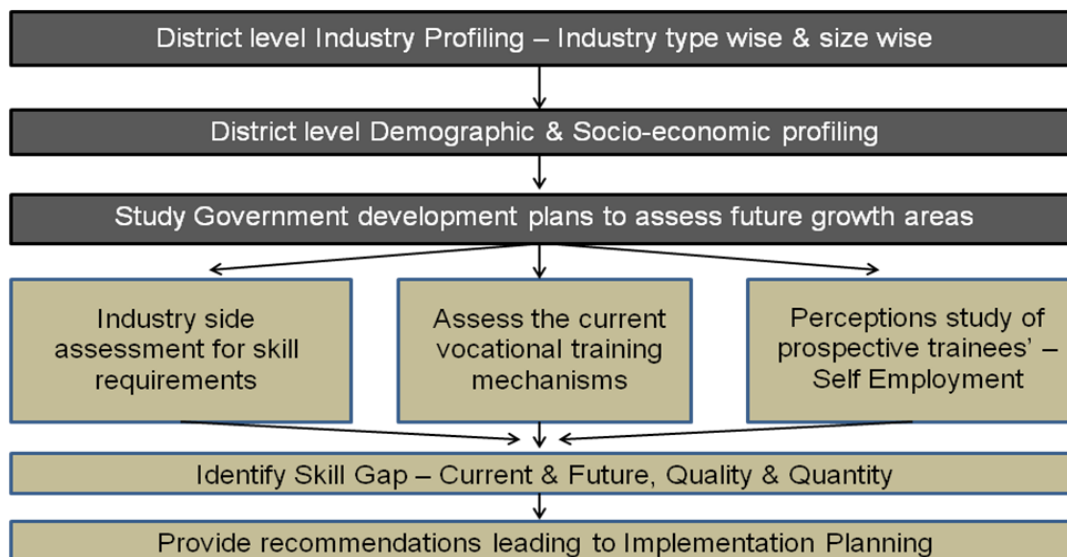 District level Industry Profiling – Industry type wise & size wise
District level Demographic & Socio-economic profiling
Study Government development plans to assess future growth areas
Industry side
assessment for skill
requirements
Assess the current
vocational training
mechanisms
Perceptions study of
prospective trainees’ –
Self Employment
Identify Skill Gap – Current & Future, Quality & Quantity
Provide recommendations leading to Implementation Planning